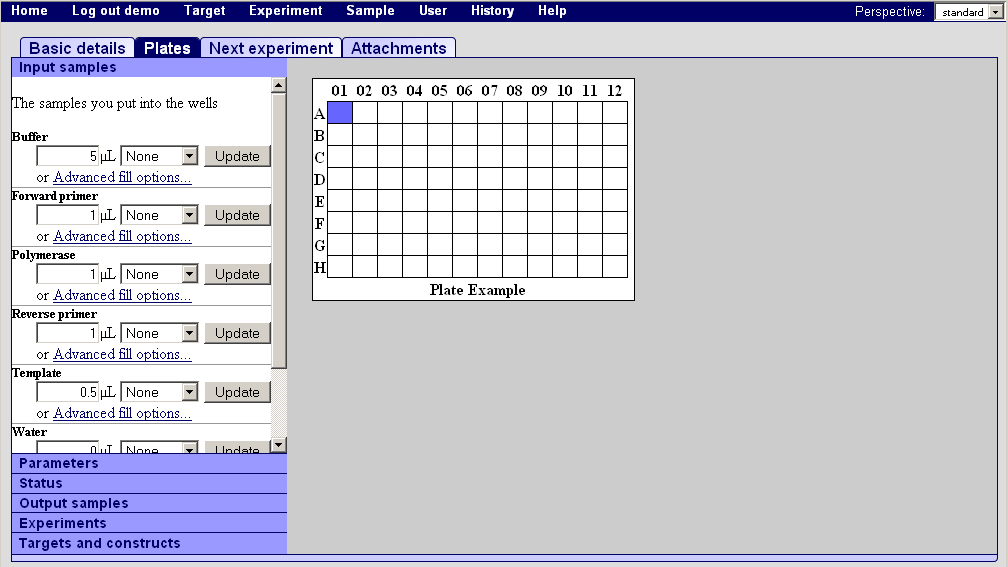 Home Log out demo Target Experiment Sample User History Help Perspective: standard
Basic details Plates Next experiment Attachments
Input samples
The samples you put into the wells
Buffer
5 µL None Update
or Advanced fill options...
Forward primer
1 µL None Update
or Advanced fill options...
Polymerase
1 µL None Update
or Advanced fill options...
Reverse primer
1 µL None Update
or Advanced fill options...
Template
0.5 µL None Update
or Advanced fill options...
Water
0 µL None Update
Parameters
Status
Output samples
Experiments
Targets and constructs
01 02 03 04 05 06 07 08 09 10 11 12
A
B
C
D
E
F
G
H
Plate Example